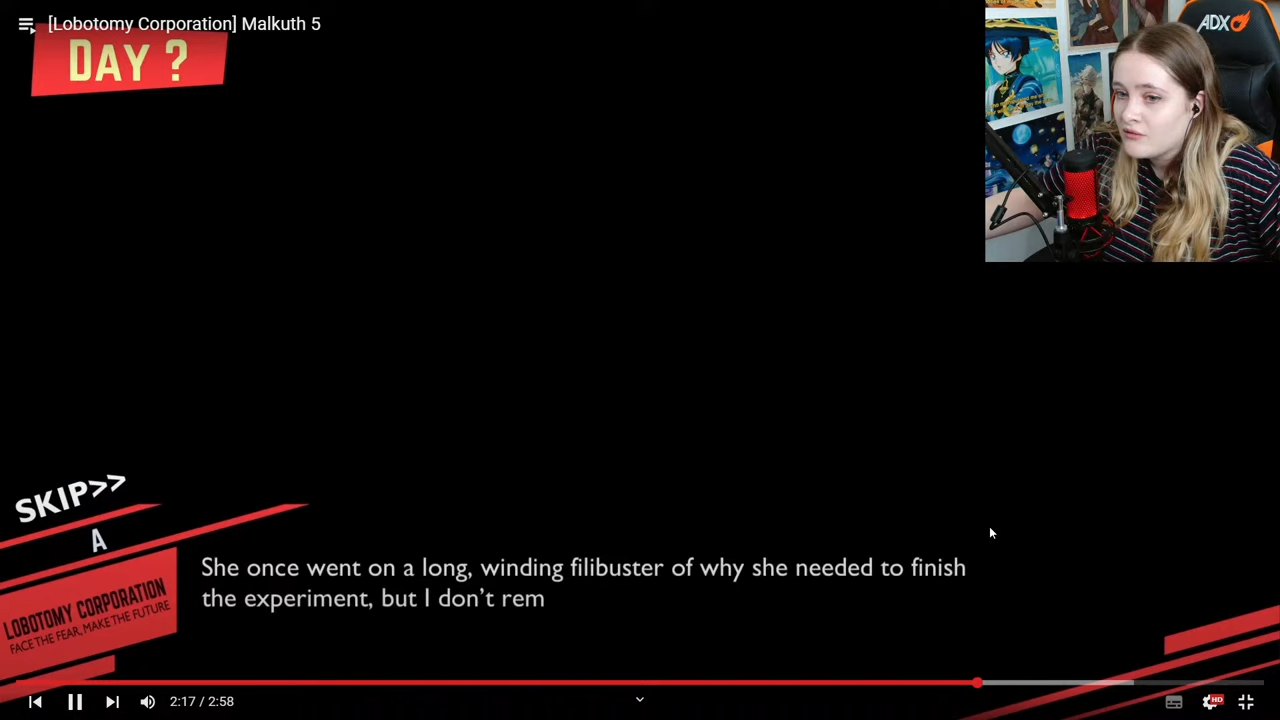 [Lobotomy Corporation] Malkuth 5
DAY ?
ADX
SKIP>>
A
LOBOTOMY CORPORATION
FACE THE FEAR, MAKE THE FUTURE
She once went on a long, winding filibuster of why she needed to finish
the experiment, but I don't rem
2:17 / 2:58
HD